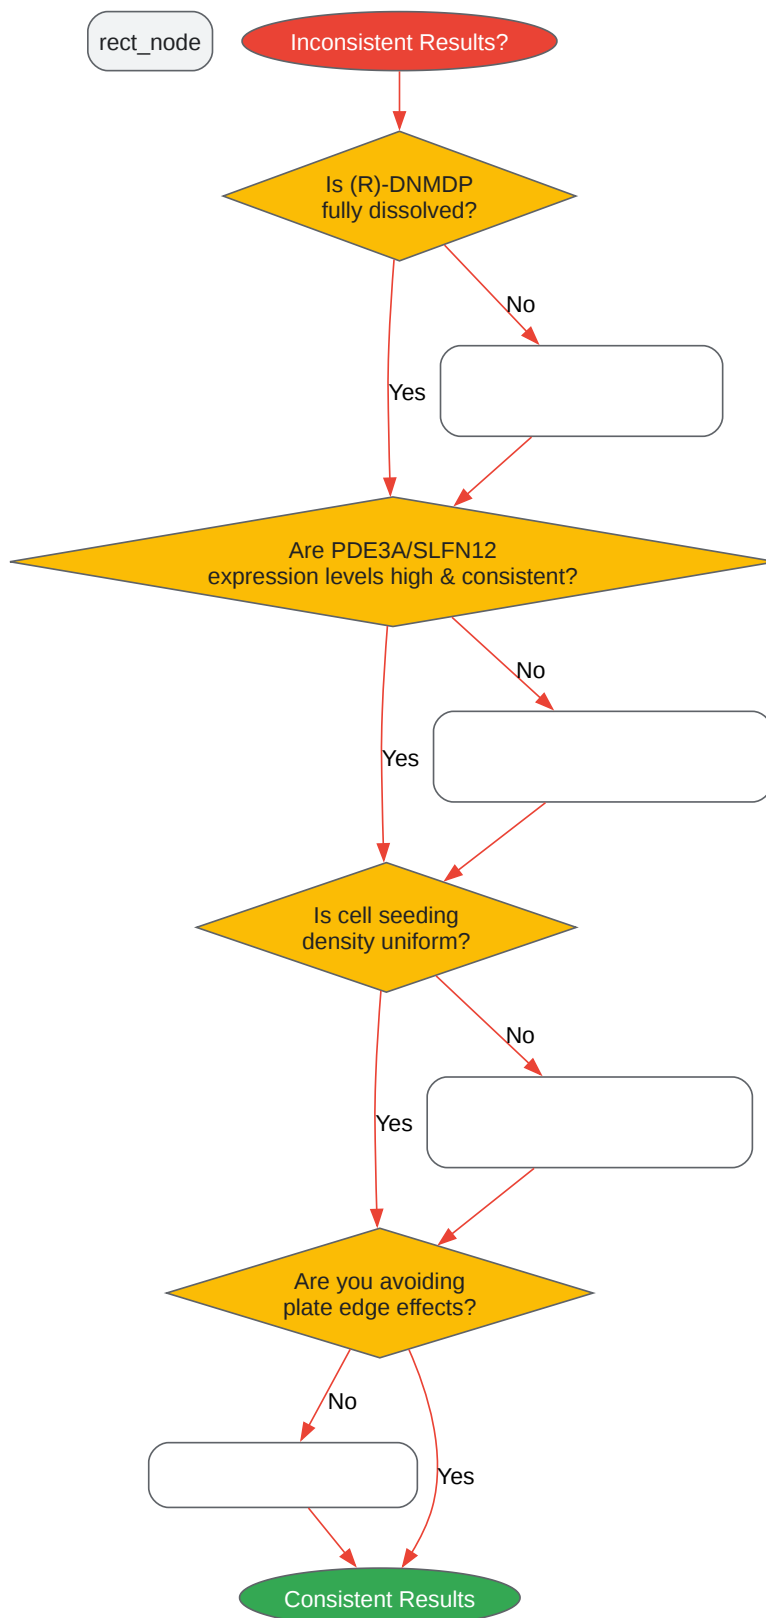 rect_node
Inconsistent Results?
Is (R)-DNMDP
fully dissolved?
No
Yes
Are PDE3A/SLFN12
expression levels high & consistent?
No
Yes
Is cell seeding
density uniform?
No
Yes
Are you avoiding
plate edge effects?
No
Yes
Consistent Results